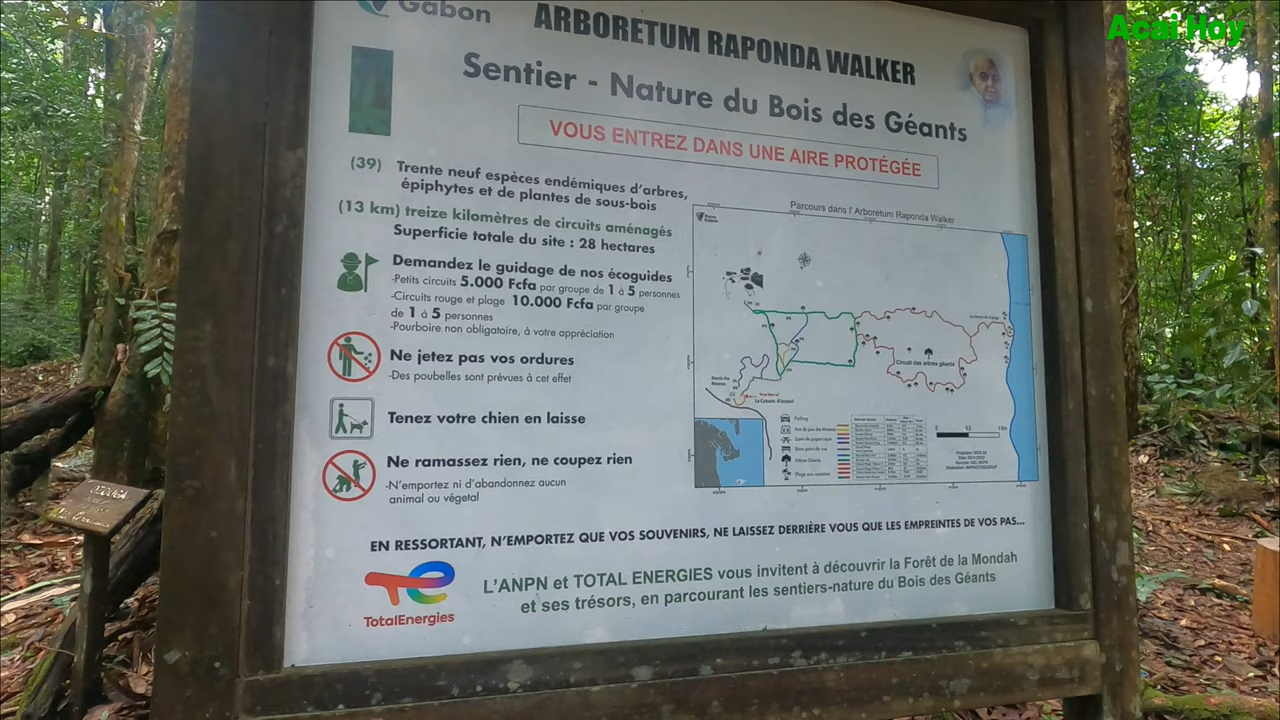 Gabon
Acai Hoy
ARBORETUM RAPONDA WALKER
Sentier - Nature du Bois des Géants
VOUS ENTREZ DANS UNE AIRE PROTÉGÉE
(39) Trente neuf espèces endémiques d'arbres,
épiphytes et de plantes de sous-bois
(13 km) treize kilomètres de circuits aménagés
Superficie totale du site : 28 hectares
Demandez le guidage de nos écoguides
-Petits circuits 5.000 Fcfa par groupe de 1 à 5 personnes
-Circuits rouge et plage 10.000 Fcfa par groupe
de 1 à 5 personnes
-Pourboire non obligatoire, à votre appréciation
Ne jetez pas vos ordures
-Des poubelles sont prévues à cet effet
Tenez votre chien en laisse
Ne ramassez rien, ne coupez rien
-N'emportez ni d'abandonnez aucun
animal ou végétal
Parcours dans l' Arboretum Raponda Walker
Circuit des arbres géants
Parking
EN RESSORTANT, N'EMPORTEZ QUE VOS SOUVENIRS, NE LAISSEZ DERRIÈRE VOUS QUE LES EMPREINTES DE VOS PAS...
TotalEnergies
L'ANPN et TOTAL ENERGIES vous invitent à découvrir la Forêt de la Mondah
et ses trésors, en parcourant les sentiers-nature du Bois des Géants
OZOUGA